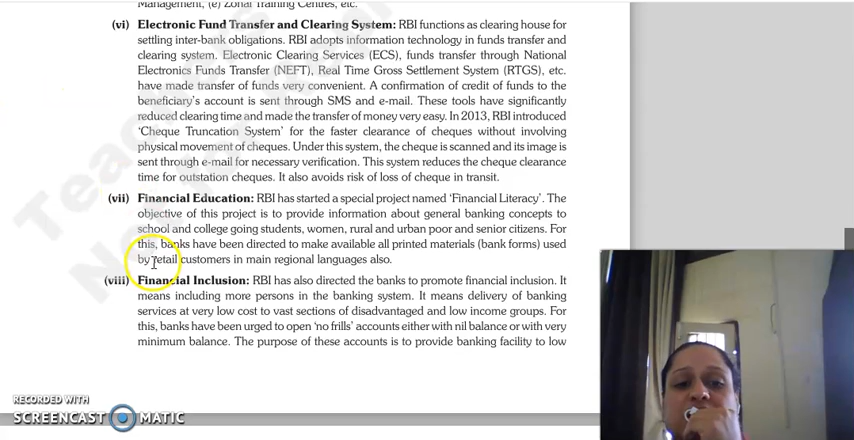 Management, (e) Zonal Training Centres, etc.
(vi) Electronic Fund Transfer and Clearing System: RBI functions as clearing house for
settling inter-bank obligations. RBI adopts information technology in funds transfer and
clearing system. Electronic Clearing Services (ECS), funds transfer through National
Electronics Funds Transfer (NEFT), Real Time Gross Settlement System (RTGS), etc.
have made transfer of funds very convenient. A confirmation of credit of funds to the
beneficiary's account is sent through SMS and e-mail. These tools have significantly
reduced clearing time and made the transfer of money very easy. In 2013, RBI introduced
'Cheque Truncation System' for the faster clearance of cheques without involving
physical movement of cheques. Under this system, the cheque is scanned and its image is
sent through e-mail for necessary verification. This system reduces the cheque clearance
time for outstation cheques. It also avoids risk of loss of cheque in transit.
(vii) Financial Education: RBI has started a special project named 'Financial Literacy'. The
objective of this project is to provide information about general banking concepts to
school and college going students, women, rural and urban poor and senior citizens. For
this, banks have been directed to make available all printed materials (bank forms) used
by retail customers in main regional languages also.
(viii) Financial Inclusion: RBI has also directed the banks to promote financial inclusion. It
means including more persons in the banking system. It means delivery of banking
services at very low cost to vast sections of disadvantaged and low income groups. For
this, banks have been urged to open 'no frills' accounts either with nil balance or with very
minimum balance. The purpose of these accounts is to provide banking facility to low
RECORDED WITH
SCREENCAST MATIC